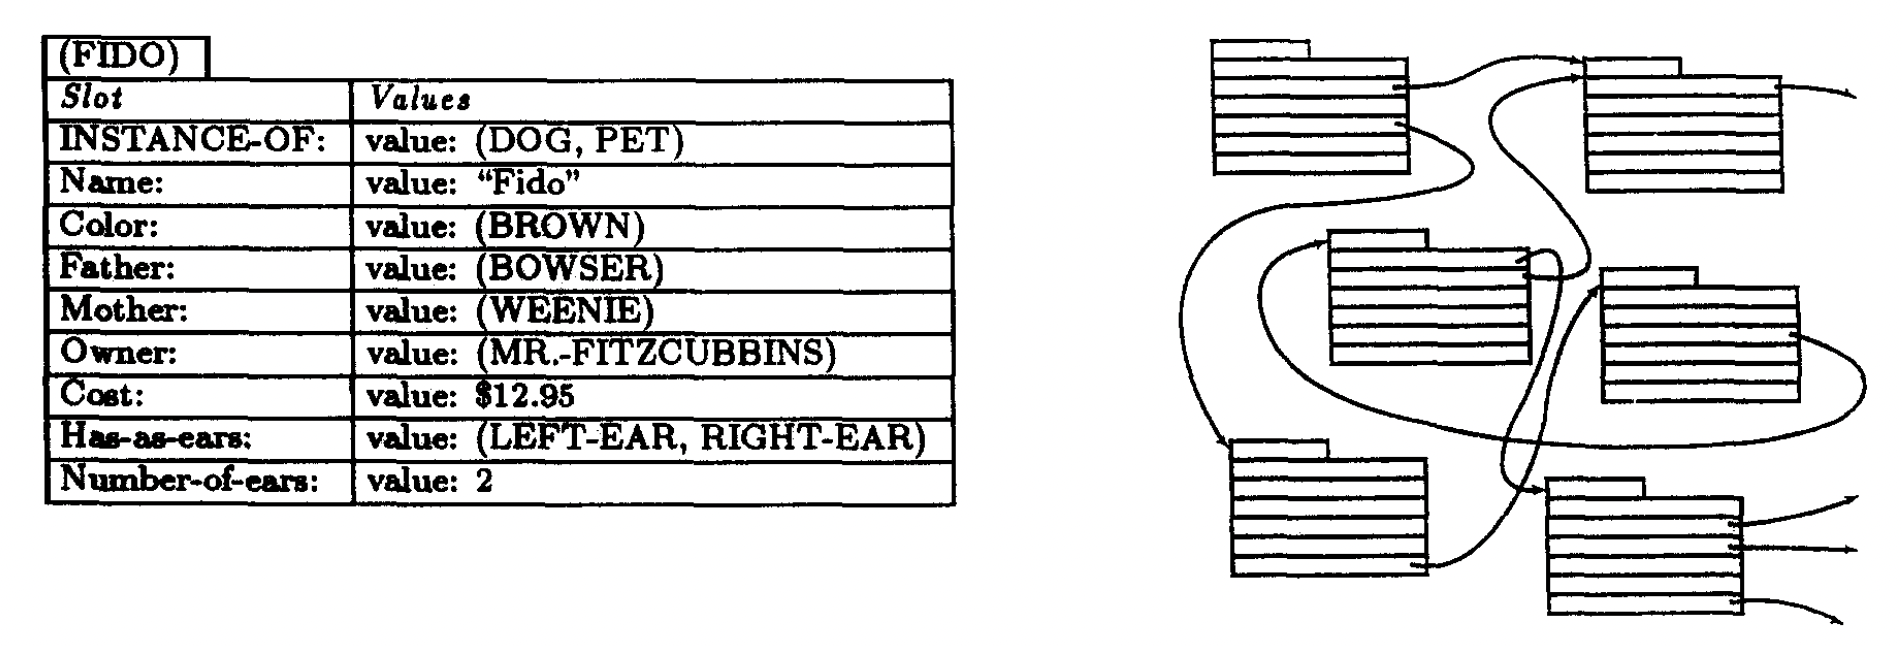 (FIDO)
Slot Values
INSTANCE-OF: value: (DOG, PET)
Name: value: “Fido”
Color: value: (BROWN)
Father: value: (BOWSER)
Mother: value: (WEENIE)
Owner: value: (MR.-FITZCUBBINS)
Cost: value: $12.95
Has-as-ears: value: (LEFT-EAR, RIGHT-EAR)
Number-of-ears: value: 2